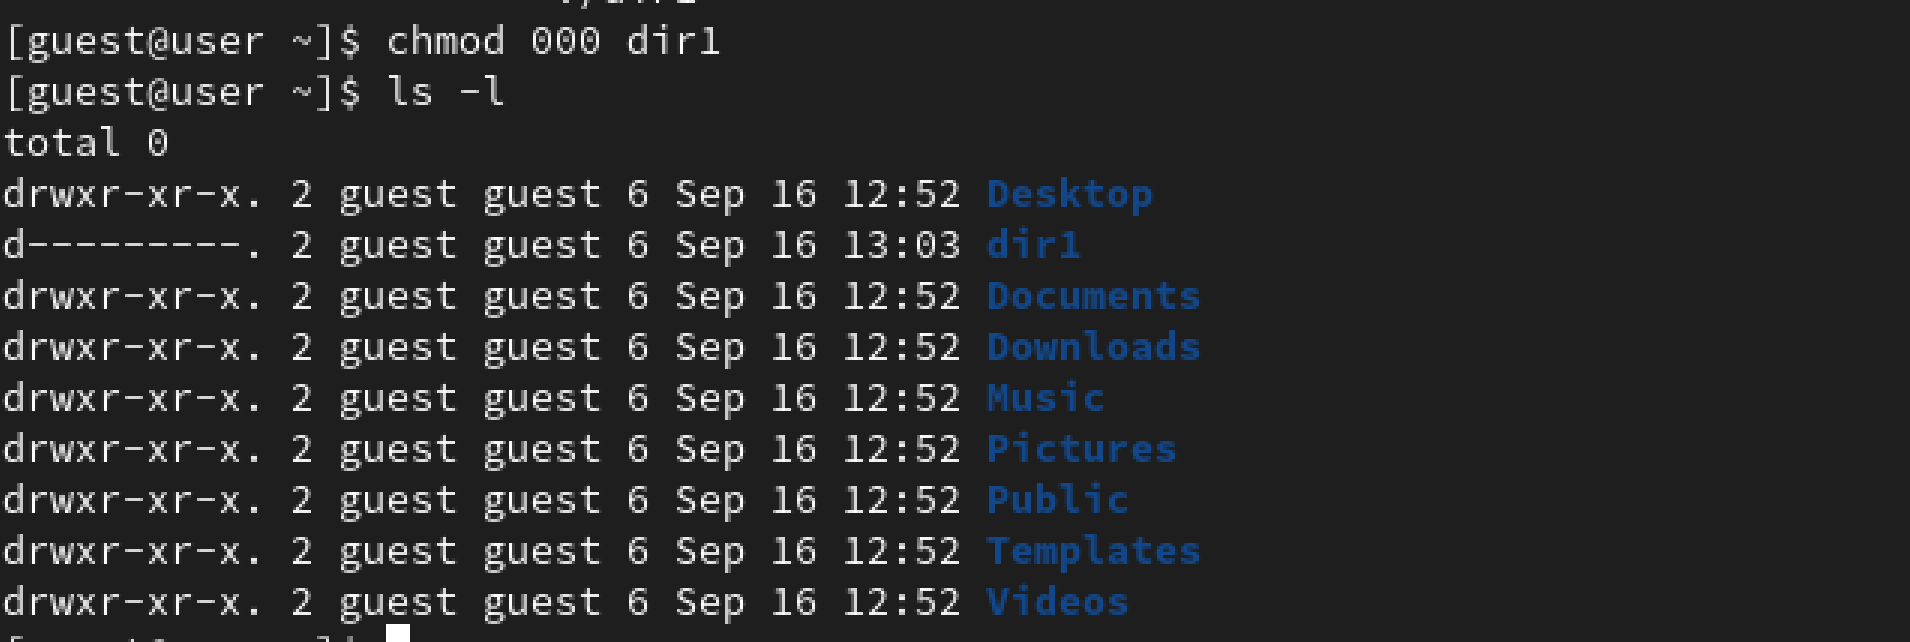 [guest@user ~]$ chmod 000 dir1
[guest@user ~]$ ls -l
total 0
drwxr-xr-x. 2 guest guest 6 Sep 16 12:52 Desktop
d---------. 2 guest guest 6 Sep 16 13:03 dir1
drwxr-xr-x. 2 guest guest 6 Sep 16 12:52 Documents
drwxr-xr-x. 2 guest guest 6 Sep 16 12:52 Downloads
drwxr-xr-x. 2 guest guest 6 Sep 16 12:52 Music
drwxr-xr-x. 2 guest guest 6 Sep 16 12:52 Pictures
drwxr-xr-x. 2 guest guest 6 Sep 16 12:52 Public
drwxr-xr-x. 2 guest guest 6 Sep 16 12:52 Templates
drwxr-xr-x. 2 guest guest 6 Sep 16 12:52 Videos